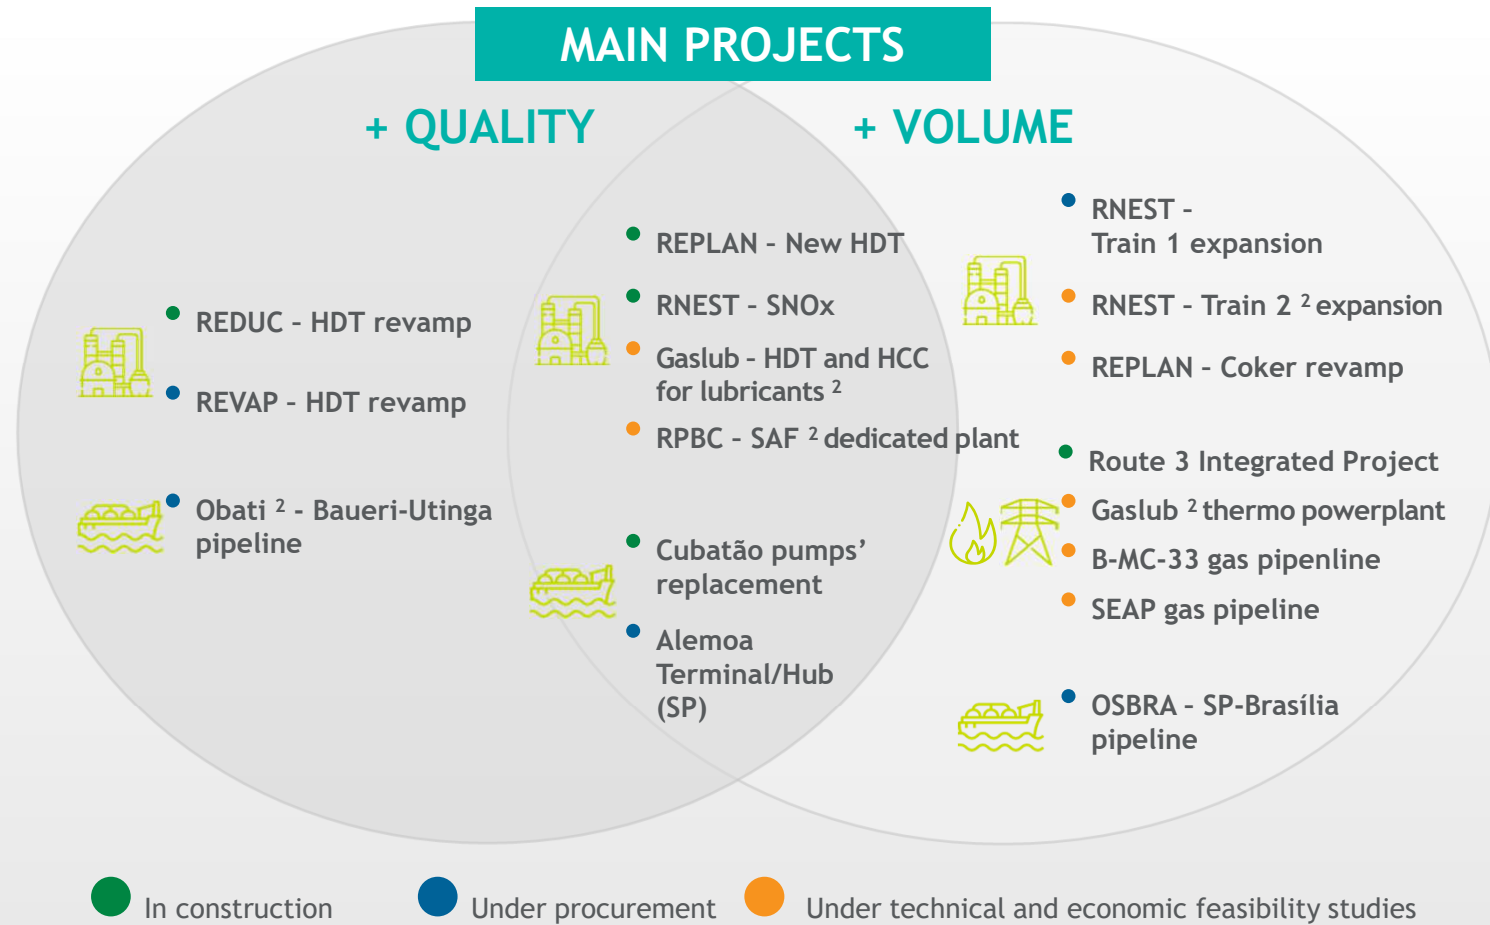 MAIN PROJECTS
+ QUALITY
+ VOLUME
REDUC – HDT revamp
REVAP – HDT revamp
Obati ² - Baueri-Utinga
pipeline
REPLAN – New HDT
RNEST – SNOx
Gaslub – HDT and HCC
for lubricants ²
RPBC – SAF ² dedicated plant
Cubatão pumps’
replacement
Alemoa
Terminal/Hub
(SP)
RNEST –
Train 1 expansion
RNEST – Train 2 ² expansion
REPLAN – Coker revamp
Route 3 Integrated Project
Gaslub ² thermo powerplant
B-MC-33 gas pipenline
SEAP gas pipeline
OSBRA – SP-Brasília
pipeline
In construction
Under procurement
Under technical and economic feasibility studies